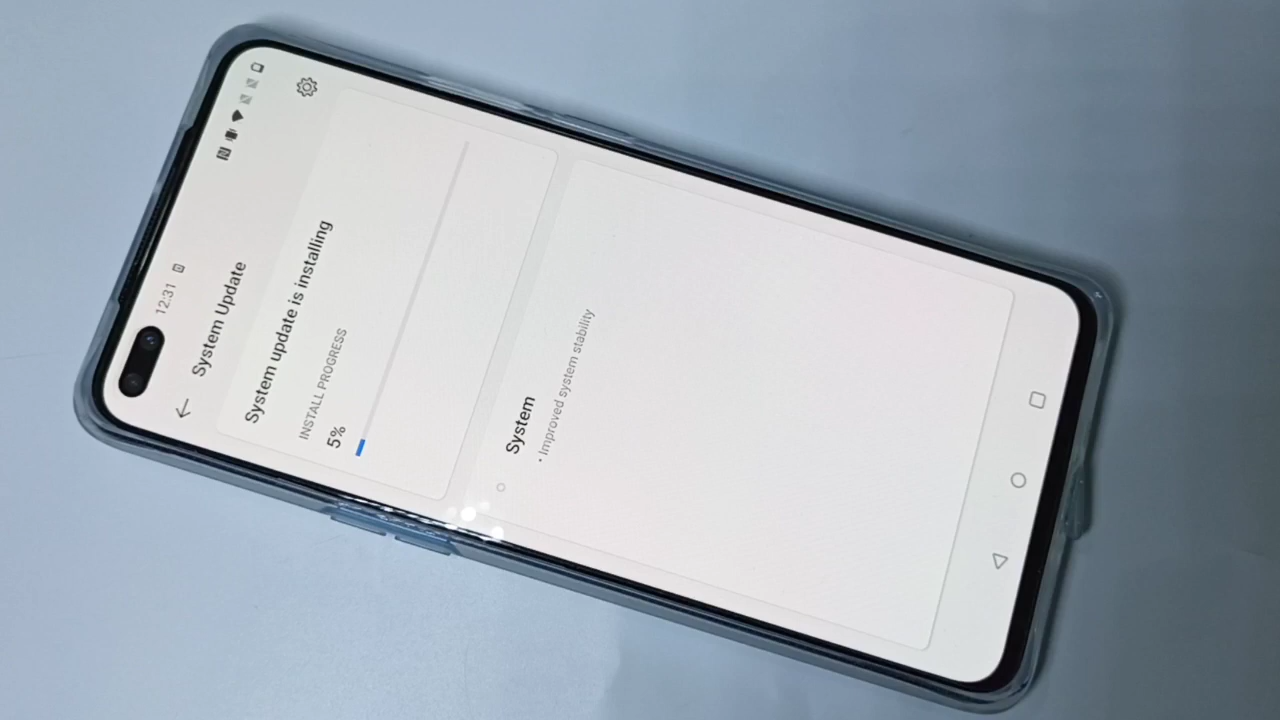 12:31
System Update
System update is installing
INSTALL PROGRESS
5%
System
• Improved system stability